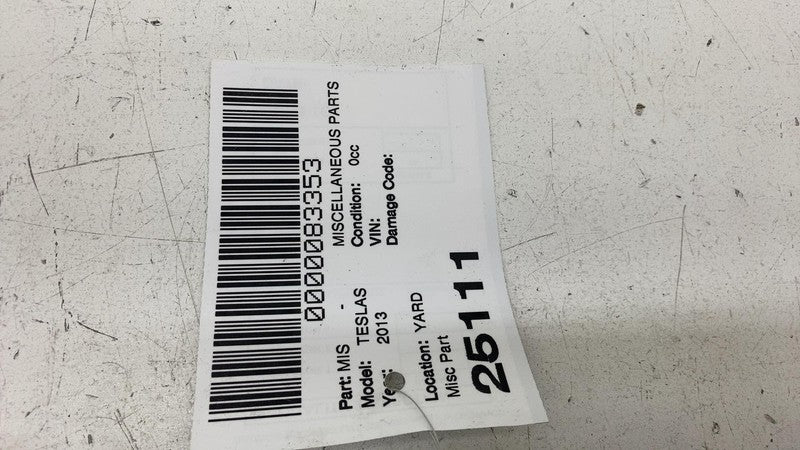 0000083353
Part: MIS - MISCELLANEOUS PARTS
Model: TESLAS Condition: 0cc
2013 VIN:
Damage Code:
Location: YARD
Misc Part
25111